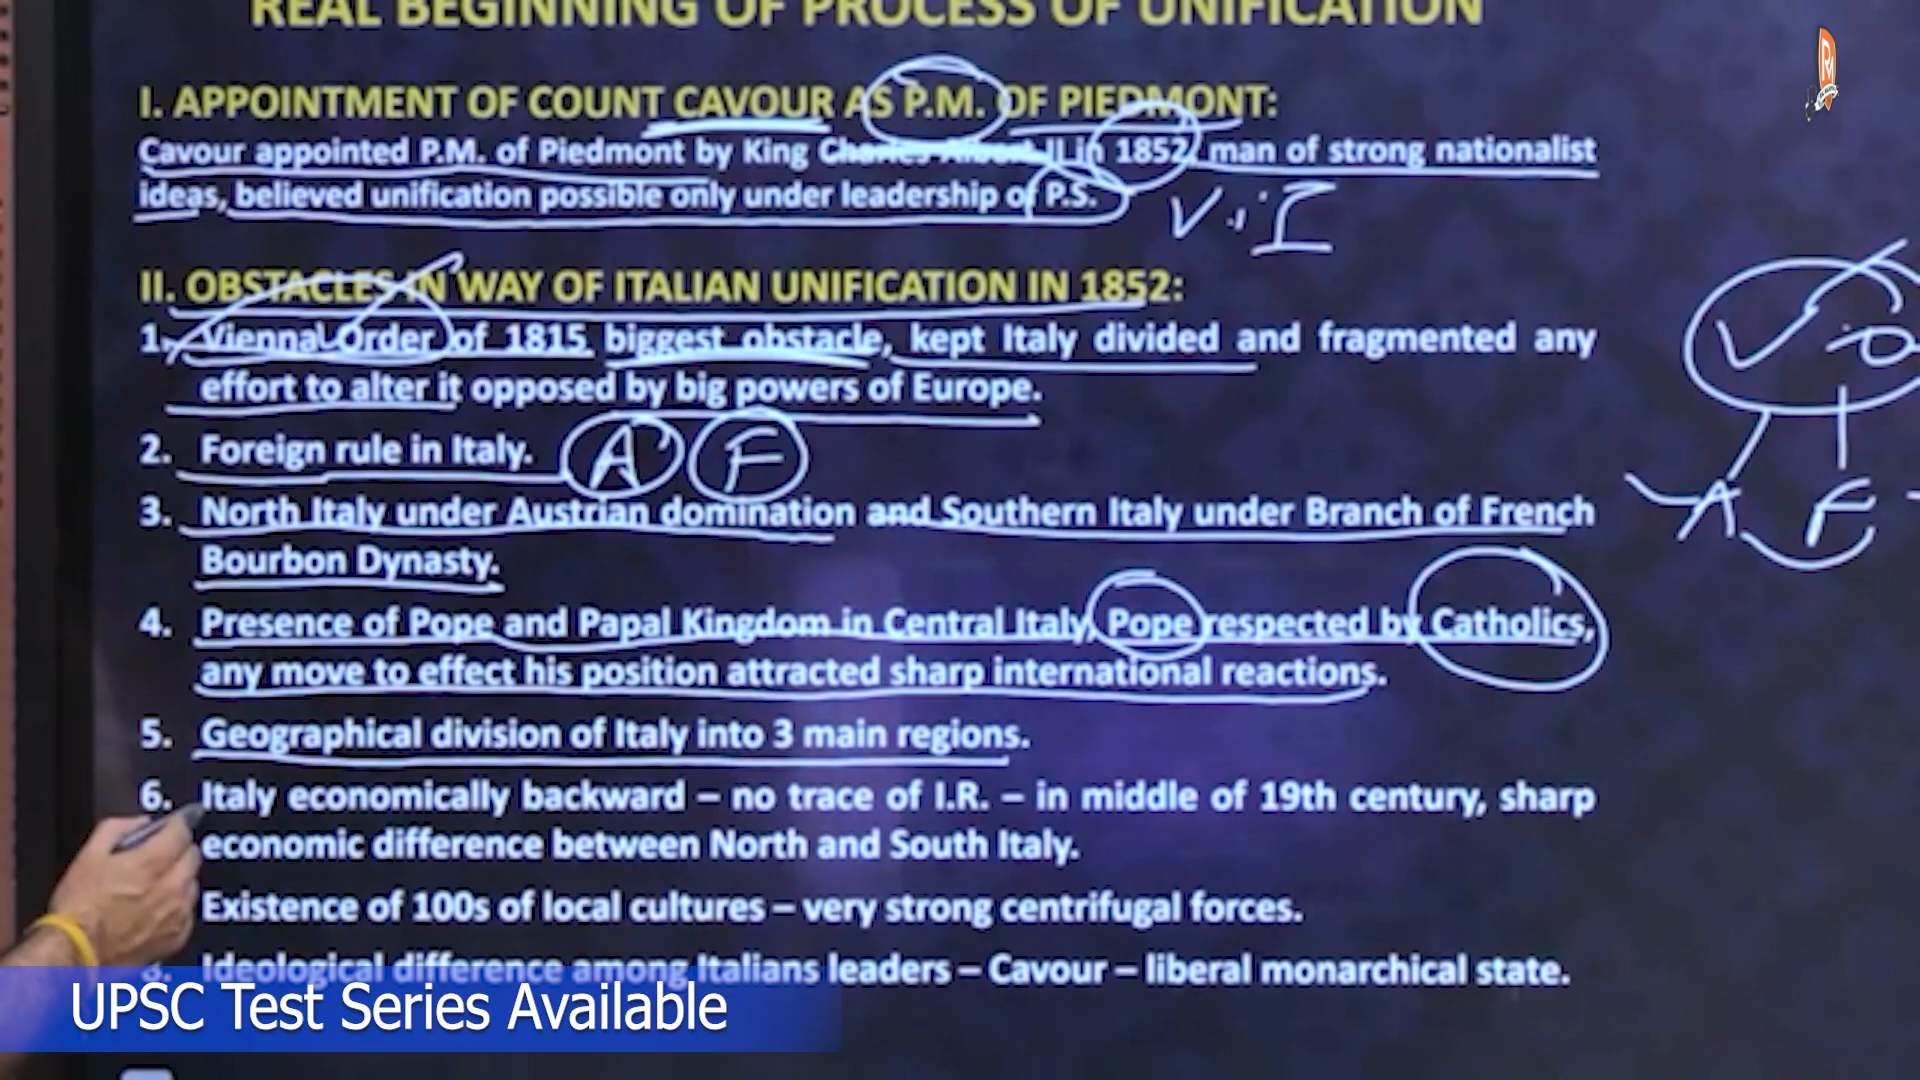 REAL BEGINNING OF PROCESS OF UNIFICATION
I. APPOINTMENT OF COUNT CAVOUR AS P.M. OF PIEDMONT:
Cavour appointed P.M. of Piedmont by King Charles Albert II in 1852, man of strong nationalist
ideas, believed unification possible only under leadership of P.S.
V. I
II. OBSTACLES IN WAY OF ITALIAN UNIFICATION IN 1852:
1. Vienna Order of 1815 biggest obstacle, kept Italy divided and fragmented any
effort to alter it opposed by big powers of Europe.
V.O
2. Foreign rule in Italy. A F
A F
3. North Italy under Austrian domination and Southern Italy under Branch of French
Bourbon Dynasty.
4. Presence of Pope and Papal Kingdom in Central Italy, Pope respected by Catholics,
any move to effect his position attracted sharp international reactions.
5. Geographical division of Italy into 3 main regions.
6. Italy economically backward – no trace of I.R. – in middle of 19th century, sharp
economic difference between North and South Italy.
Existence of 100s of local cultures – very strong centrifugal forces.
8. Ideological difference among Italians leaders – Cavour – liberal monarchical state.
UPSC Test Series Available